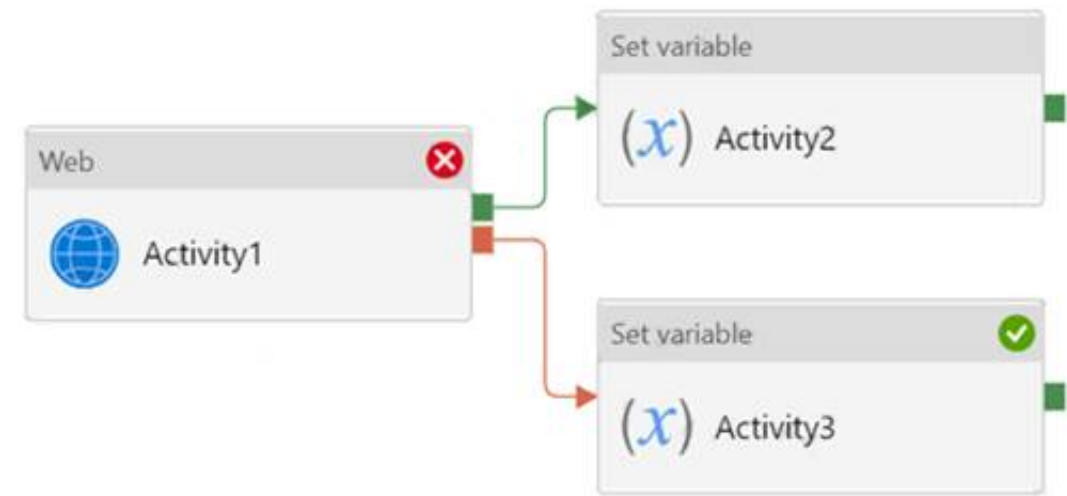 Set variable
(x) Activity2
Web
Activity1
Set variable
(x) Activity3